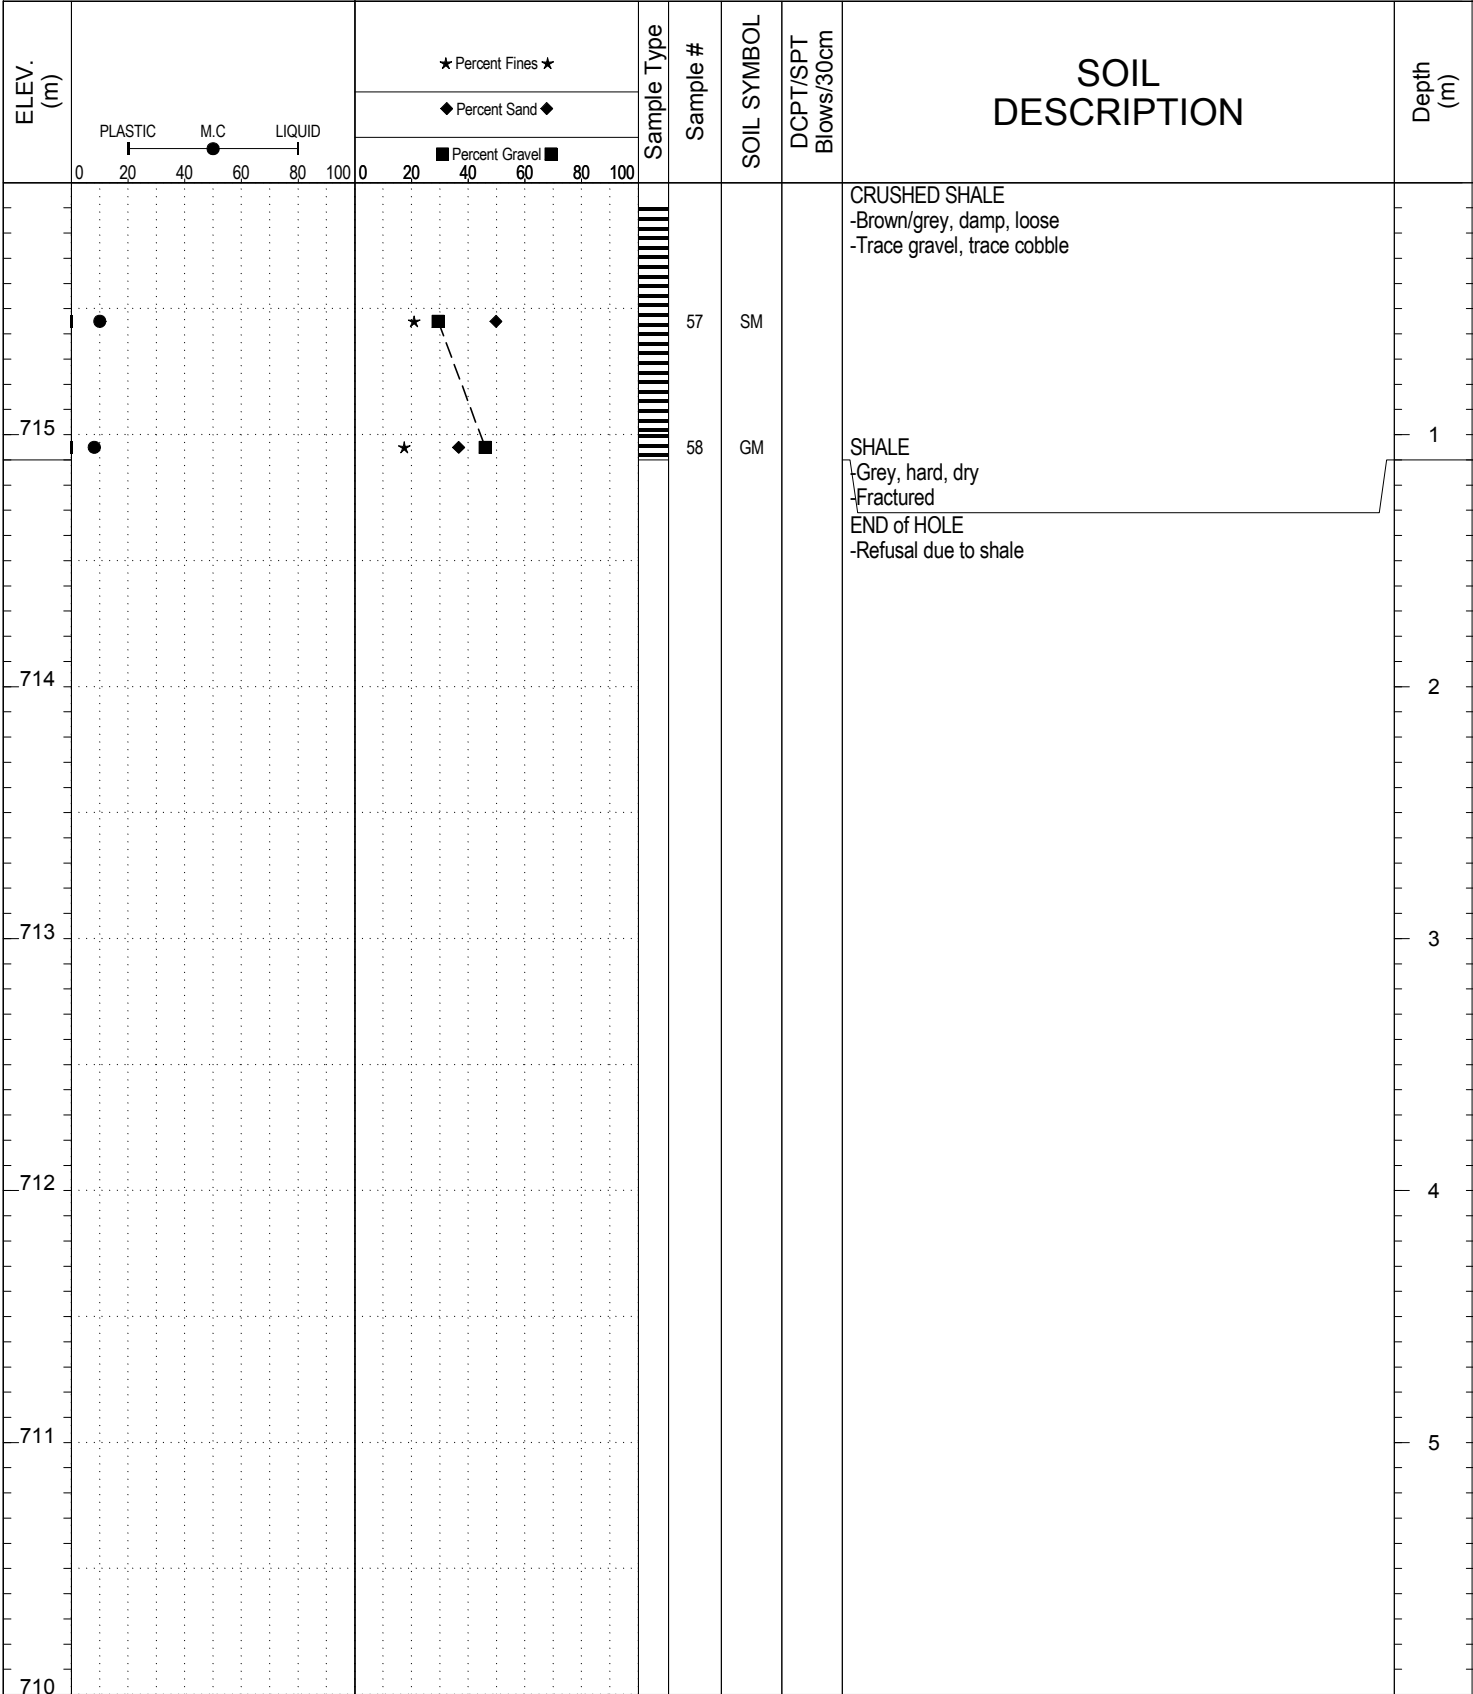 ELEV.
(m)
PLASTIC M.C LIQUID
0 20 40 60 80 100
★ Percent Fines ★
◆ Percent Sand ◆
■ Percent Gravel ■
0 20 40 60 80 100
Sample Type
Sample #
SOIL SYMBOL
DCPT/SPT
Blows/30cm
SOIL
DESCRIPTION
Depth
(m)
CRUSHED SHALE
-Brown/grey, damp, loose
-Trace gravel, trace cobble
57 SM
715
1
58 GM
SHALE
-Grey, hard, dry
-Fractured
END of HOLE
-Refusal due to shale
714
2
713
3
712
4
711
5
710